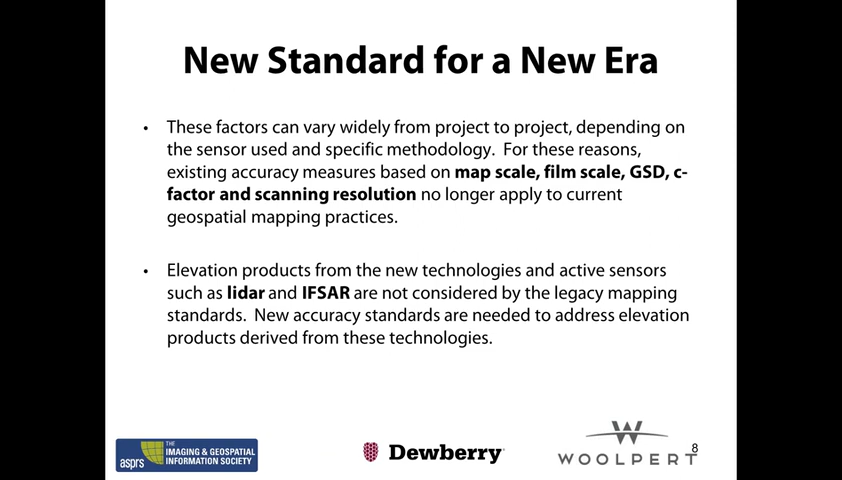 New Standard for a New Era
• These factors can vary widely from project to project, depending on
the sensor used and specific methodology. For these reasons,
existing accuracy measures based on map scale, film scale, GSD, c-
factor and scanning resolution no longer apply to current
geospatial mapping practices.
• Elevation products from the new technologies and active sensors
such as lidar and IFSAR are not considered by the legacy mapping
standards. New accuracy standards are needed to address elevation
products derived from these technologies.
asprs
THE
IMAGING & GEOSPATIAL
INFORMATION SOCIETY
Dewberry
WOOLPERT
8